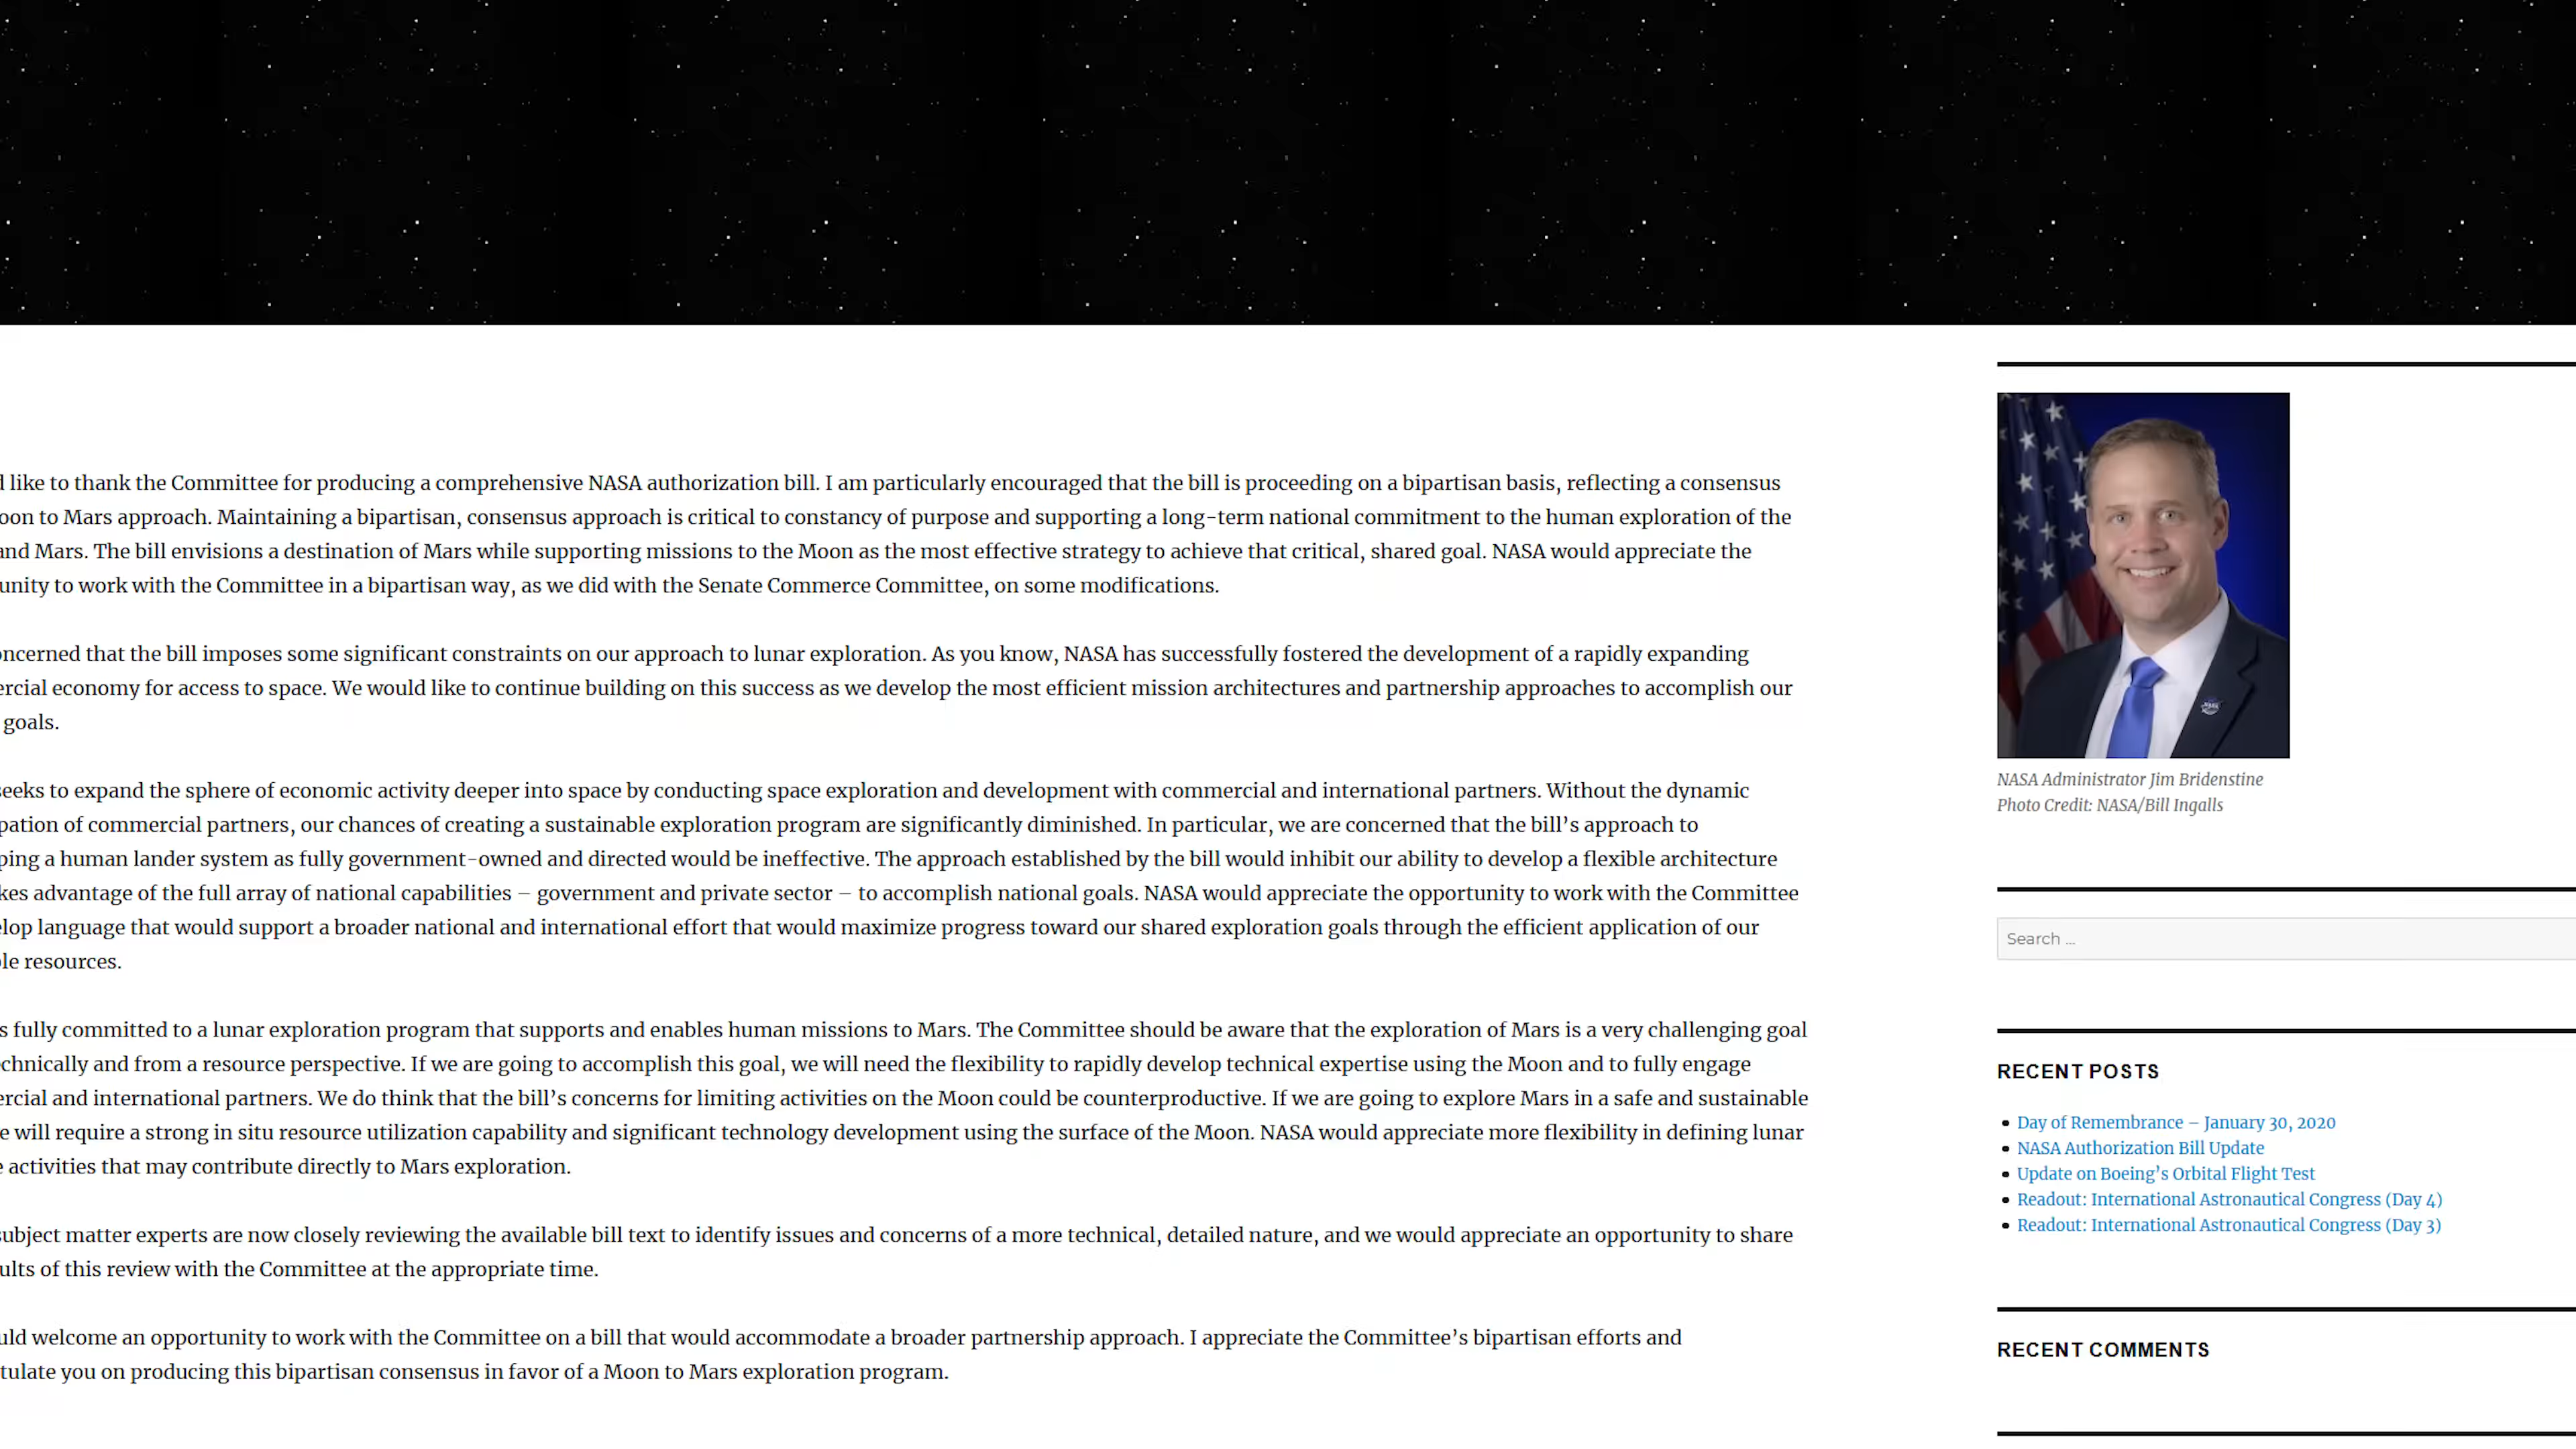 d like to thank the Committee for producing a comprehensive NASA authorization bill. I am particularly encouraged that the bill is proceeding on a bipartisan basis, reflecting a consensus
oon to Mars approach. Maintaining a bipartisan, consensus approach is critical to constancy of purpose and supporting a long-term national commitment to the human exploration of the
and Mars. The bill envisions a destination of Mars while supporting missions to the Moon as the most effective strategy to achieve that critical, shared goal. NASA would appreciate the
unity to work with the Committee in a bipartisan way, as we did with the Senate Commerce Committee, on some modifications.
oncerned that the bill imposes some significant constraints on our approach to lunar exploration. As you know, NASA has successfully fostered the development of a rapidly expanding
ercial economy for access to space. We would like to continue building on this success as we develop the most efficient mission architectures and partnership approaches to accomplish our
goals.
seeks to expand the sphere of economic activity deeper into space by conducting space exploration and development with commercial and international partners. Without the dynamic
pation of commercial partners, our chances of creating a sustainable exploration program are significantly diminished. In particular, we are concerned that the bill's approach to
ping a human lander system as fully government-owned and directed would be ineffective. The approach established by the bill would inhibit our ability to develop a flexible architecture
kes advantage of the full array of national capabilities – government and private sector – to accomplish national goals. NASA would appreciate the opportunity to work with the Committee
elop language that would support a broader national and international effort that would maximize progress toward our shared exploration goals through the efficient application of our
le resources.
s fully committed to a lunar exploration program that supports and enables human missions to Mars. The Committee should be aware that the exploration of Mars is a very challenging goal
chnically and from a resource perspective. If we are going to accomplish this goal, we will need the flexibility to rapidly develop technical expertise using the Moon and to fully engage
ercial and international partners. We do think that the bill's concerns for limiting activities on the Moon could be counterproductive. If we are going to explore Mars in a safe and sustainable
e will require a strong in situ resource utilization capability and significant technology development using the surface of the Moon. NASA would appreciate more flexibility in defining lunar
e activities that may contribute directly to Mars exploration.
subject matter experts are now closely reviewing the available bill text to identify issues and concerns of a more technical, detailed nature, and we would appreciate an opportunity to share
ults of this review with the Committee at the appropriate time.
uld welcome an opportunity to work with the Committee on a bill that would accommodate a broader partnership approach. I appreciate the Committee's bipartisan efforts and
tulate you on producing this bipartisan consensus in favor of a Moon to Mars exploration program.
NASA Administrator Jim Bridenstine
Photo Credit: NASA/Bill Ingalls
Search ...
RECENT POSTS
Day of Remembrance – January 30, 2020
NASA Authorization Bill Update
Update on Boeing's Orbital Flight Test
Readout: International Astronautical Congress (Day 4)
Readout: International Astronautical Congress (Day 3)
RECENT COMMENTS